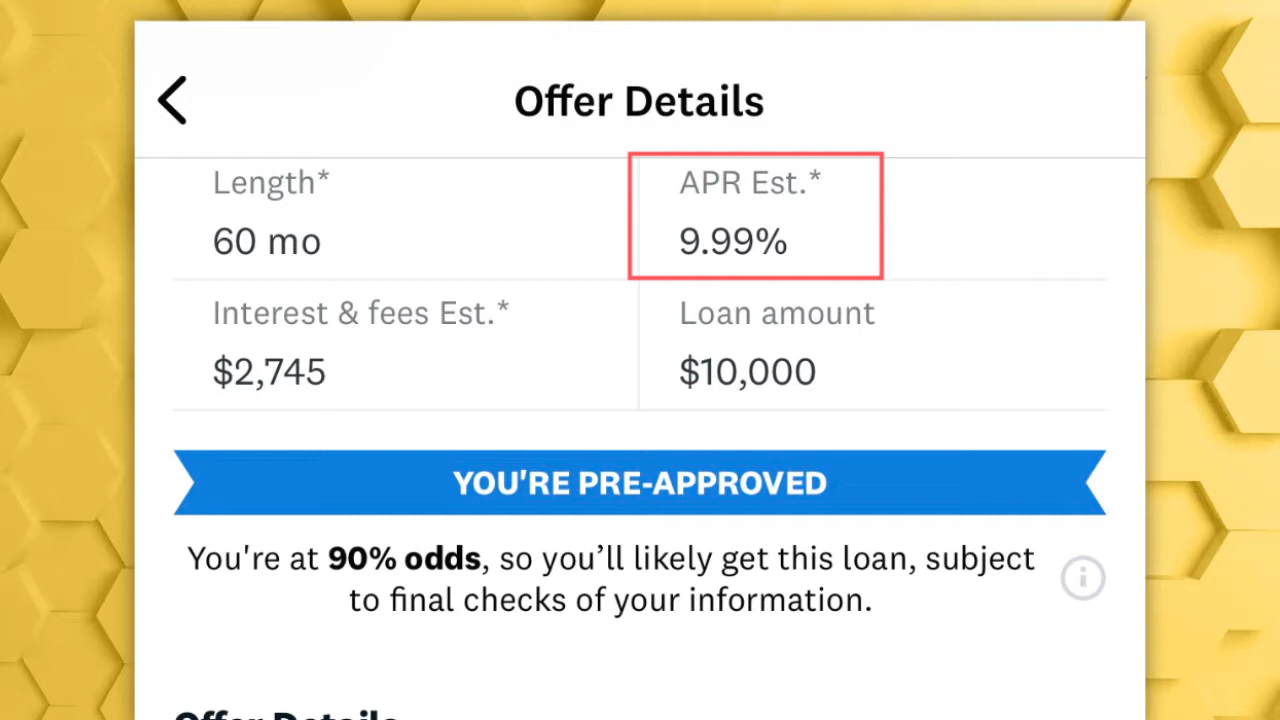 Offer Details
Length*
60 mo
APR Est.*
9.99%
Interest & fees Est.*
$2,745
Loan amount
$10,000
YOU'RE PRE-APPROVED
You're at 90% odds, so you’ll likely get this loan, subject
to final checks of your information.
Offer Details